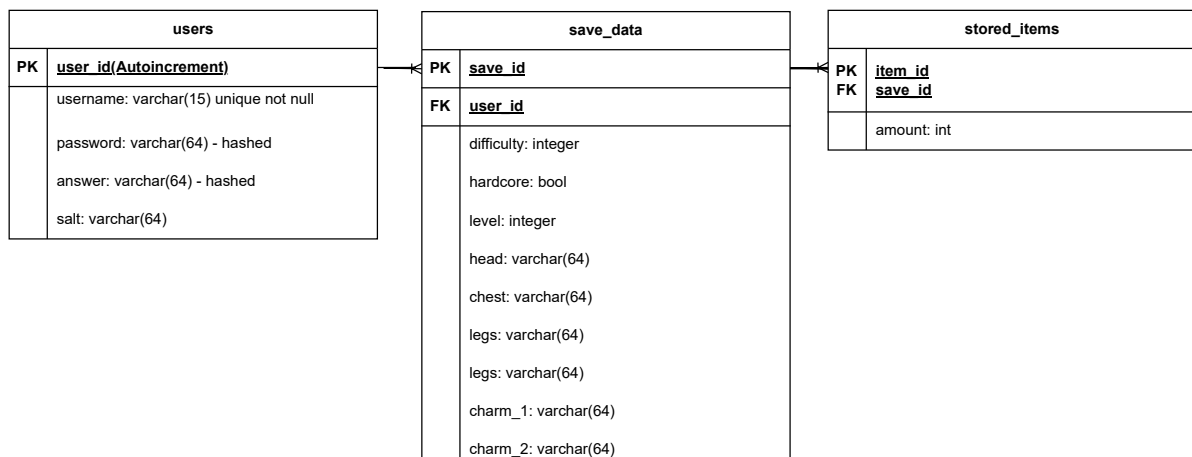 users
PK user_id(Autoincrement)
username: varchar(15) unique not null
password: varchar(64) - hashed
answer: varchar(64) - hashed
salt: varchar(64)
save_data
PK save_id
FK user_id
difficulty: integer
hardcore: bool
level: integer
head: varchar(64)
chest: varchar(64)
legs: varchar(64)
legs: varchar(64)
charm_1: varchar(64)
charm_2: varchar(64)
stored_items
PK item_id
FK save_id
amount: int